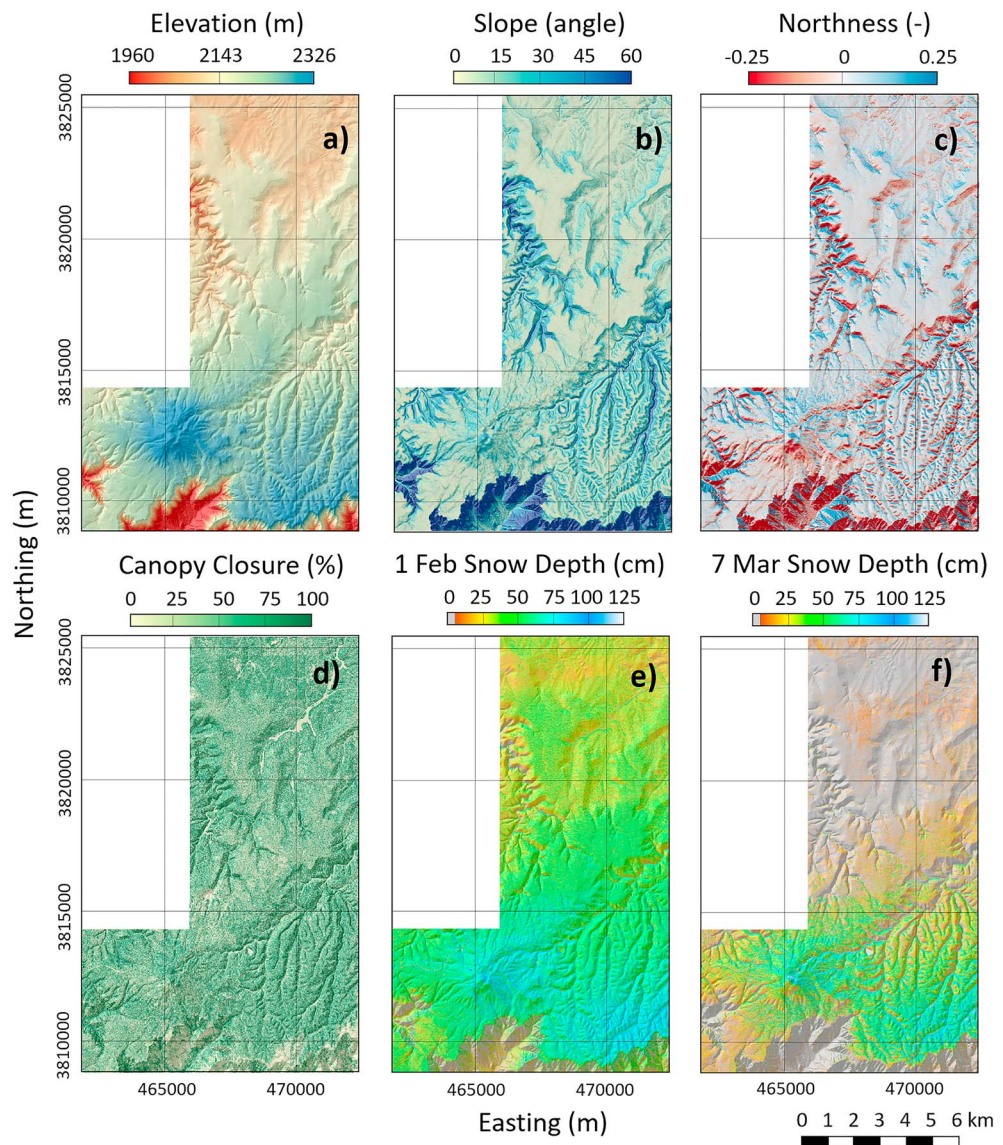 Elevation (m) Slope (angle) Northness (-)
1960 2143 2326 0 15 30 45 60 -0.25 0 0.25
a) b) c)
3825000
3820000
3815000
3810000
Northing (m)
Canopy Closure (%) 1 Feb Snow Depth (cm) 7 Mar Snow Depth (cm)
0 25 50 75 100 0 25 50 75 100 125 0 25 50 75 100 125
d) e) f)
3825000
3820000
3815000
3810000
465000 470000 465000 470000 465000 470000
Easting (m)
0 1 2 3 4 5 6 km